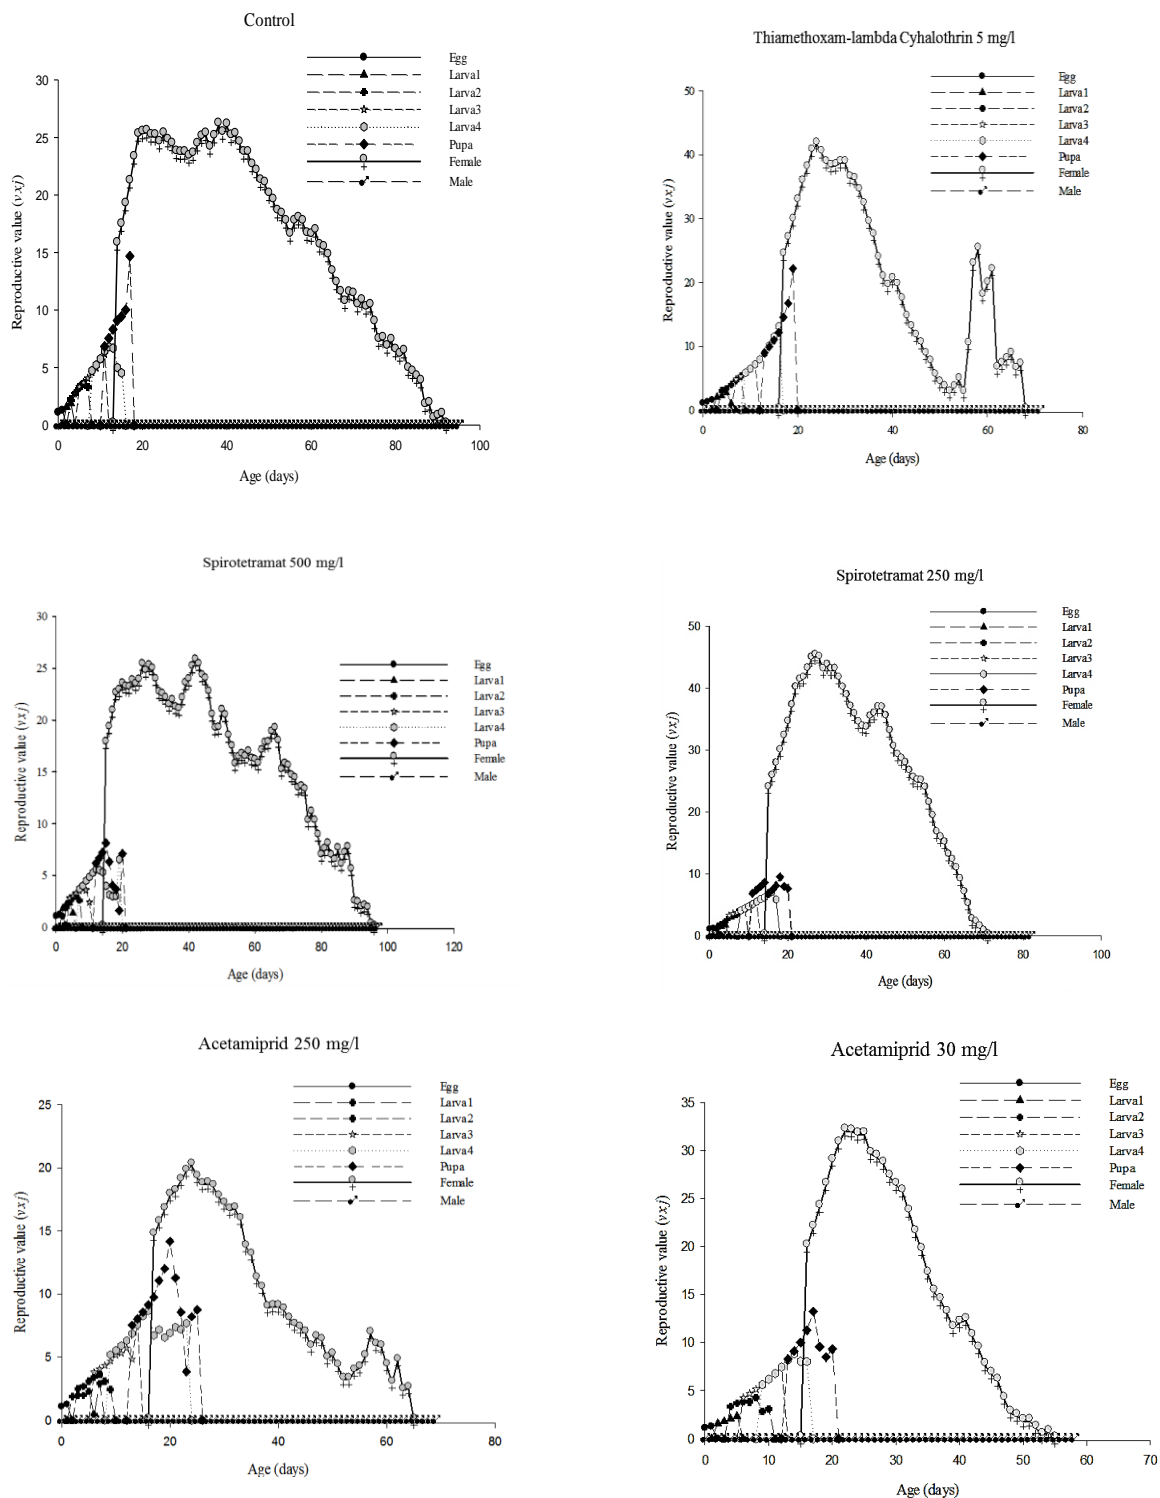 Control
Egg
Larva1
Larva2
Larva3
Larva4
Pupa
Female
Male
30
25
20
15
10
5
0
Reproductive value (vxj)
0 20 40 60 80 100
Age (days)
Thiamethoxam-lambda Cyhalothrin 5 mg/l
Egg
Larva1
Larva2
Larva3
Larva4
Pupa
Female
Male
50
40
30
20
10
0
Reproductive value (vxj)
0 20 40 60 80
Age (days)
Spirotetramat 500 mg/l
Egg
Larva1
Larva2
Larva3
Larva4
Pupa
Female
Male
30
25
20
15
10
5
0
Reproductive value (vxj)
0 20 40 60 80 100 120
Age (days)
Spirotetramat 250 mg/l
Egg
Larva1
Larva2
Larva3
Larva4
Pupa
Female
Male
50
40
30
20
10
0
Reproductive value (vxj)
0 20 40 60 80 100
Age (days)
Acetamiprid 250 mg/l
Egg
Larva1
Larva2
Larva3
Larva4
Pupa
Female
Male
25
20
15
10
5
0
Reproductive value (vxj)
0 20 40 60 80
Age (days)
Acetamiprid 30 mg/l
Egg
Larva1
Larva2
Larva3
Larva4
Pupa
Female
Male
35
30
25
20
15
10
5
0
Reproductive value (vxj)
0 10 20 30 40 50 60 70
Age (days)